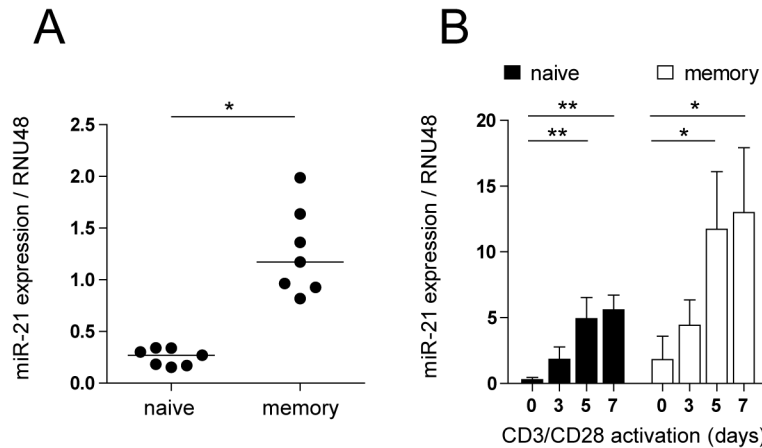 A
*
miR-21 expression / RNU48
2.5
2.0
1.5
1.0
0.5
0.0
naive memory
B
naive memory
** *
** *
miR-21 expression / RNU48
20
15
10
5
0
0 3 5 7 0 3 5 7
CD3/CD28 activation (days)